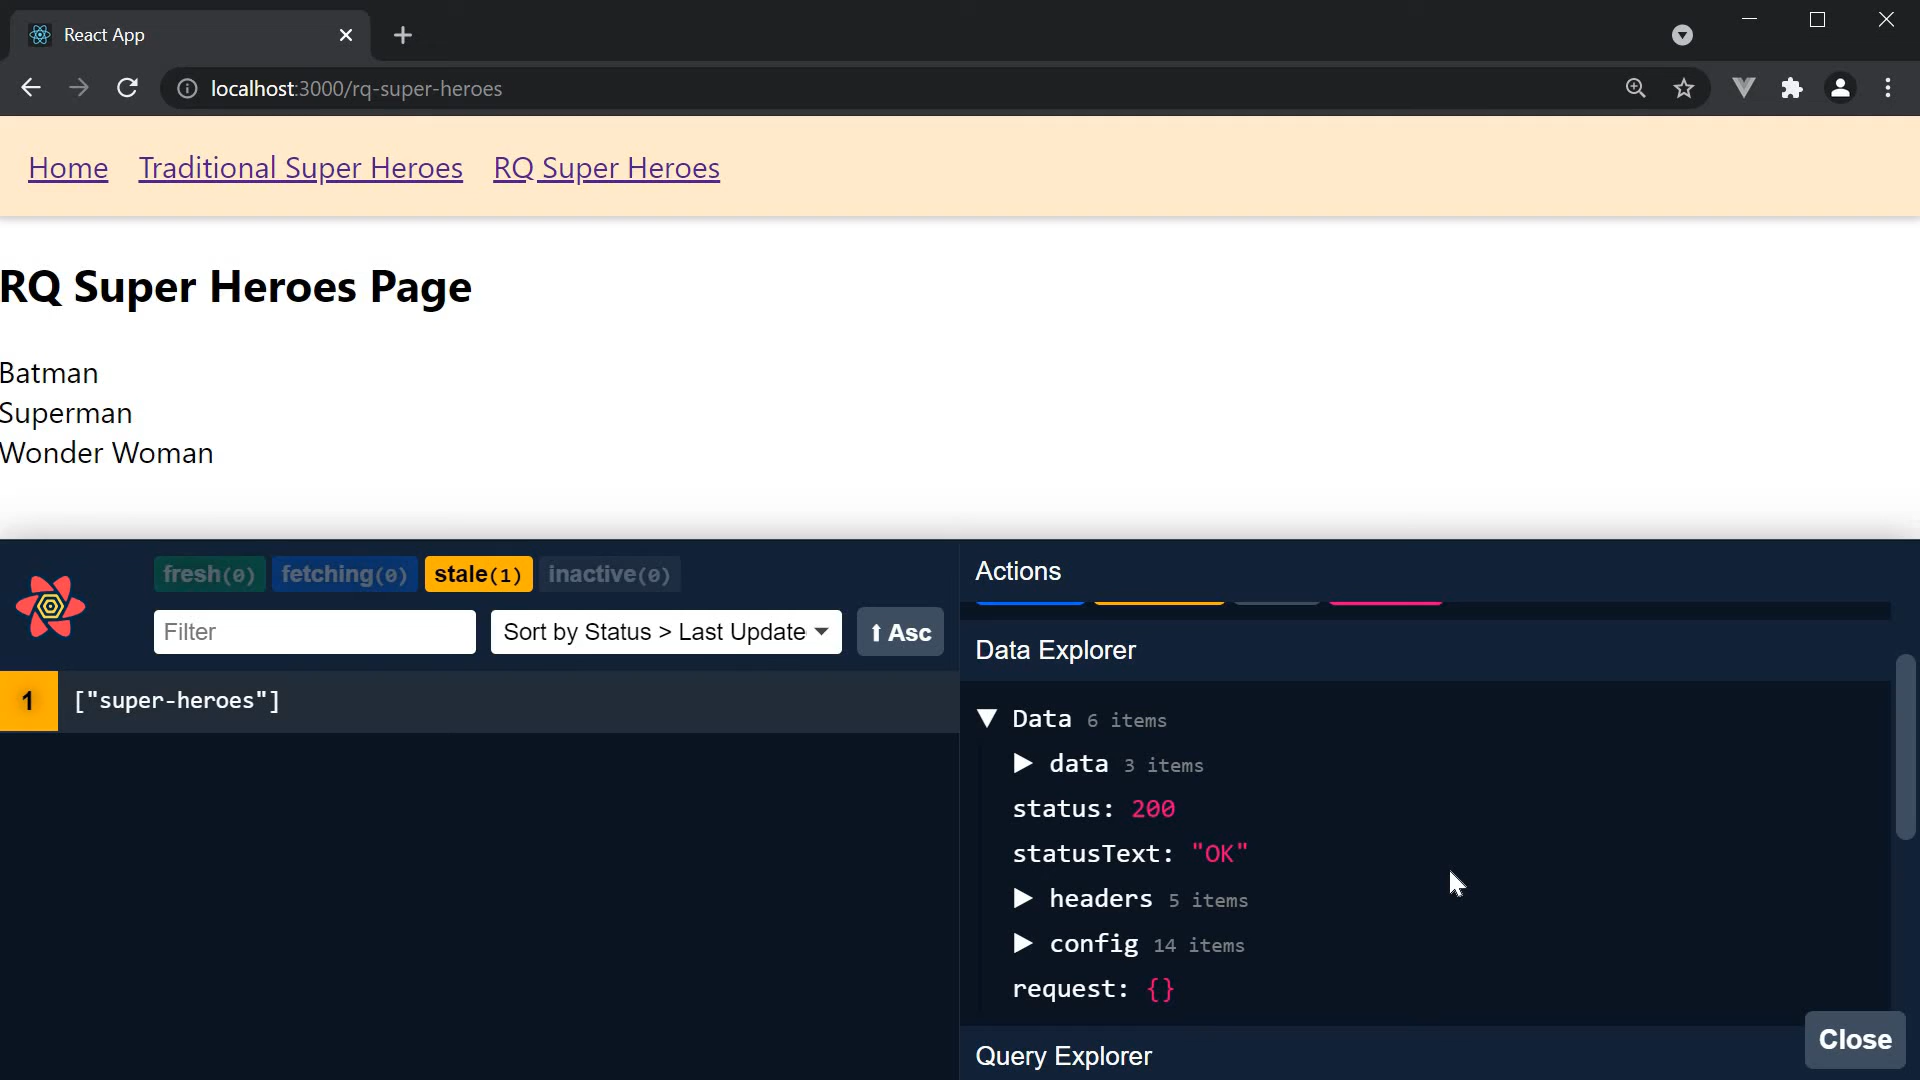 React App
localhost:3000/rq-super-heroes
Home Traditional Super Heroes RQ Super Heroes
RQ Super Heroes Page
Batman
Superman
Wonder Woman
fresh(0) fetching(0) stale(1) inactive(0)
Filter Sort by Status > Last Update Asc
1 ["super-heroes"]
Actions
Data Explorer
Data 6 items
data 3 items
status: 200
statusText: "OK"
headers 5 items
config 14 items
request: {}
Query Explorer
Close